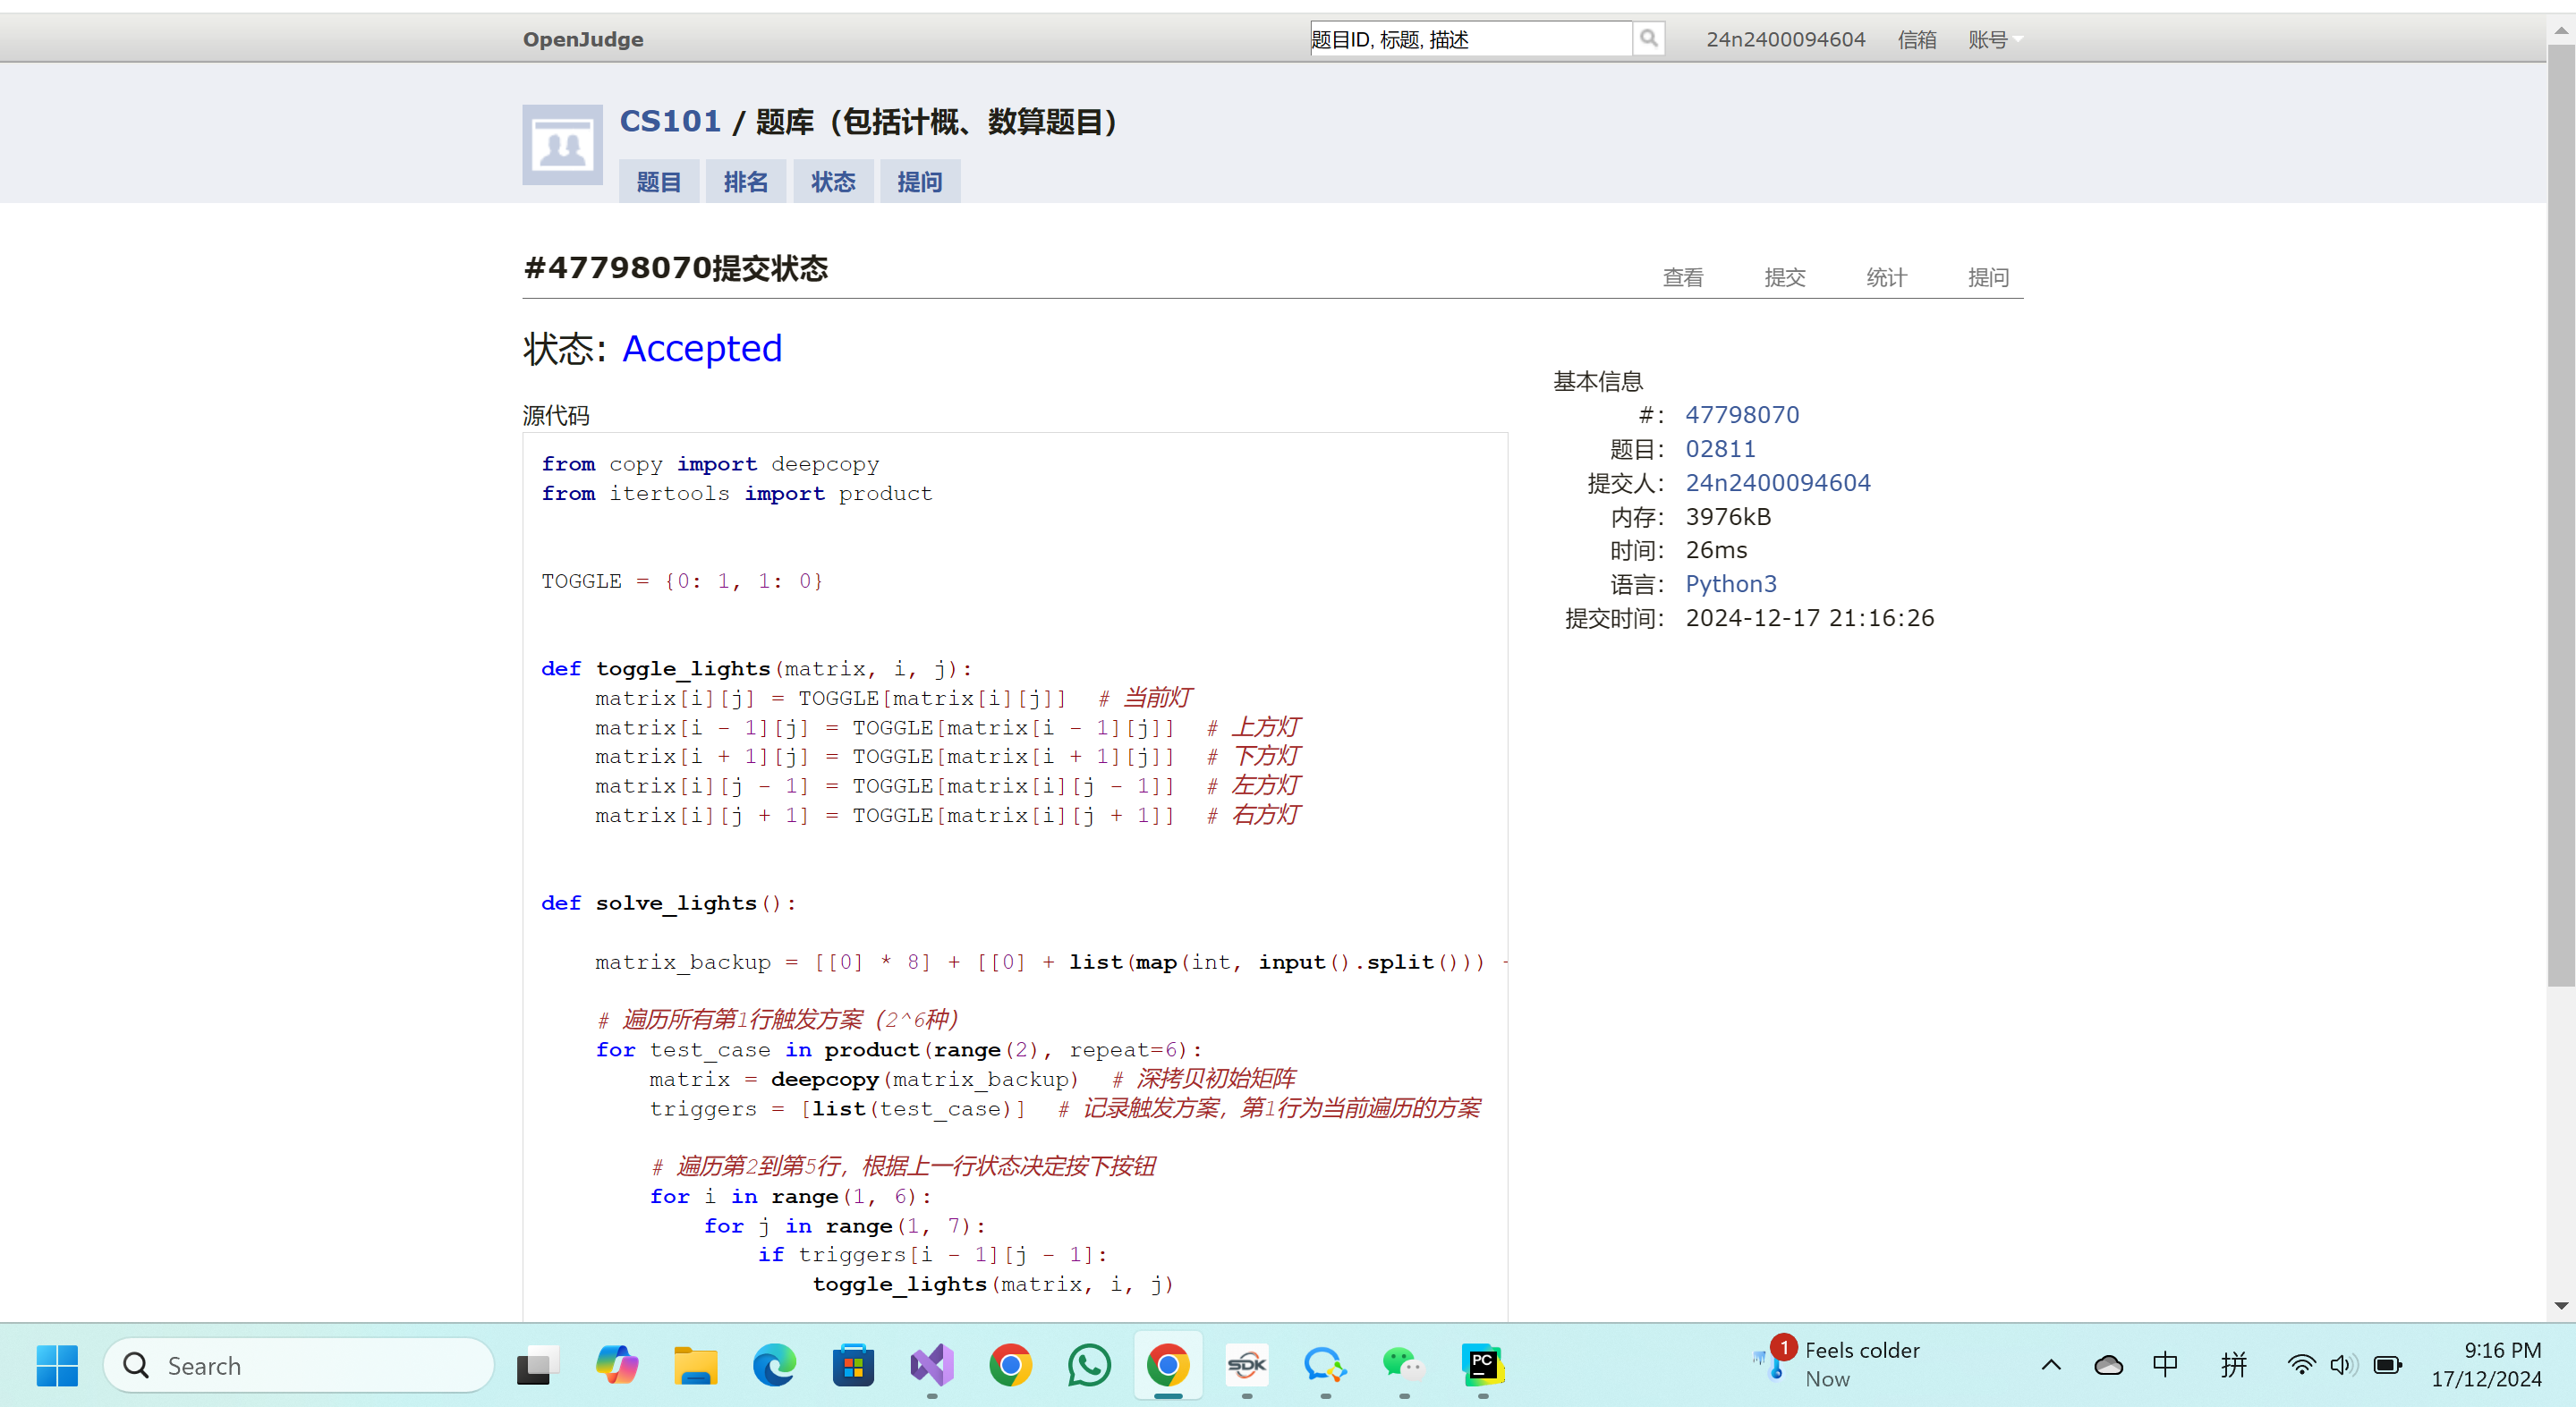 OpenJudge
题目ID, 标题, 描述
24n2400094604 信箱 账号
CS101 / 题库（包括计概、数算题目）
题目 排名 状态 提问
#47798070提交状态
查看 提交 统计 提问
状态: Accepted
源代码
from copy import deepcopy
from itertools import product
TOGGLE = {0: 1, 1: 0}
def toggle_lights(matrix, i, j):
matrix[i][j] = TOGGLE[matrix[i][j]] # 当前灯
matrix[i - 1][j] = TOGGLE[matrix[i - 1][j]] # 上方灯
matrix[i + 1][j] = TOGGLE[matrix[i + 1][j]] # 下方灯
matrix[i][j - 1] = TOGGLE[matrix[i][j - 1]] # 左方灯
matrix[i][j + 1] = TOGGLE[matrix[i][j + 1]] # 右方灯
def solve_lights():
matrix_backup = [[0] * 8] + [[0] + list(map(int, input().split()))
# 遍历所有第1行触发方案（2^6种）
for test_case in product(range(2), repeat=6):
matrix = deepcopy(matrix_backup) # 深拷贝初始矩阵
triggers = [list(test_case)] # 记录触发方案，第1行为当前遍历的方案
# 遍历第2到第5行，根据上一行状态决定按下按钮
for i in range(1, 6):
for j in range(1, 7):
if triggers[i - 1][j - 1]:
toggle_lights(matrix, i, j)
基本信息
#: 47798070
题目: 02811
提交人: 24n2400094604
内存: 3976kB
时间: 26ms
语言: Python3
提交时间: 2024-12-17 21:16:26
Search
SDK
PC
1
Feels colder
Now
中 拼
9:16 PM
17/12/2024